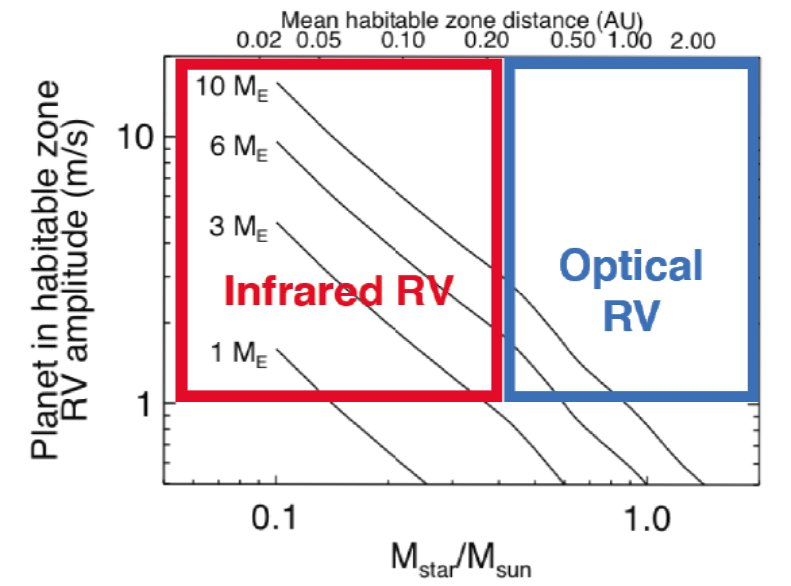 Mean habitable zone distance (AU)
0.02 0.05 0.10 0.20 0.50 1.00 2.00
Planet in habitable zone
RV amplitude (m/s)
10
1
10 M_E
6 M_E
3 M_E
1 M_E
Infrared RV
Optical
RV
0.1 1.0
M_star/M_sun